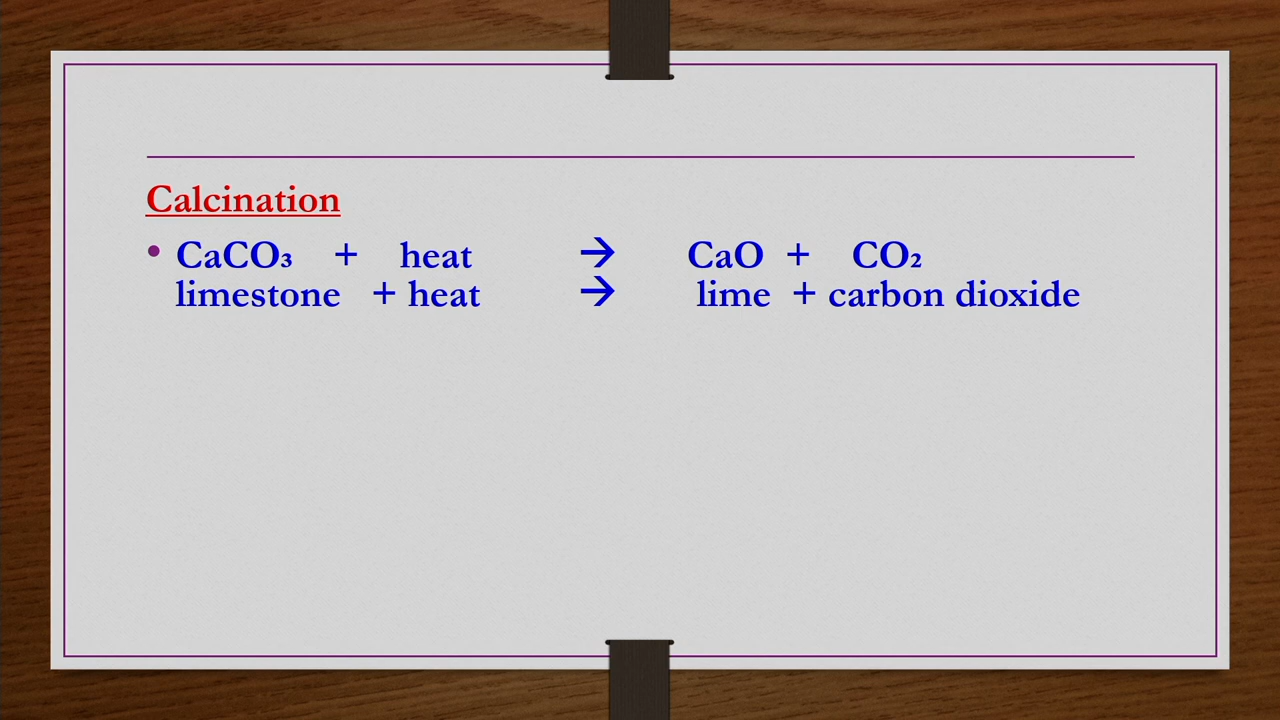 Calcination
• CaCO₃ + heat → CaO + CO₂
limestone + heat → lime + carbon dioxide